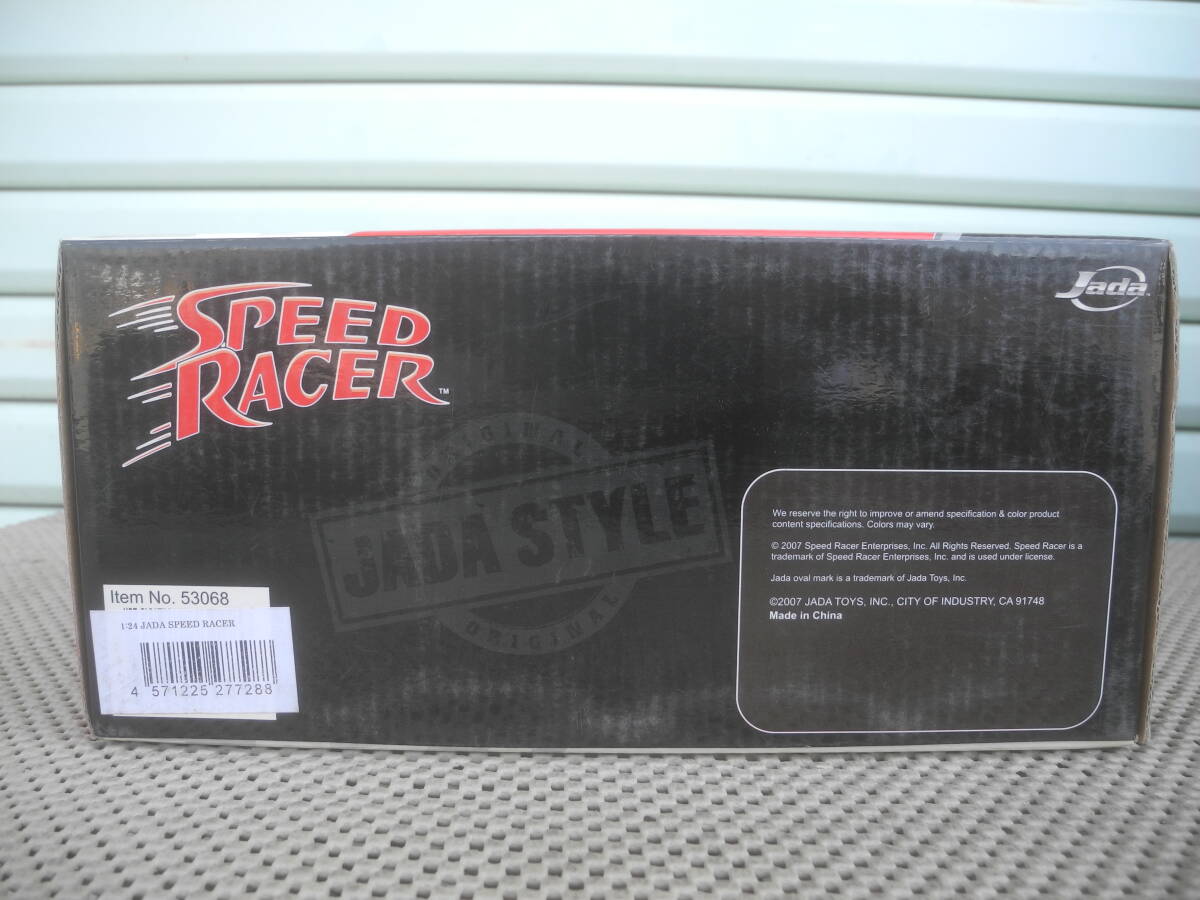 SPEED
RACER™
Jada™
ORIGINAL
JADA STYLE
ORIGINAL
We reserve the right to improve or amend specification & color product
content specifications. Colors may vary.
© 2007 Speed Racer Enterprises, Inc. All Rights Reserved. Speed Racer is a
trademark of Speed Racer Enterprises, Inc. and is used under license.
Jada oval mark is a trademark of Jada Toys, Inc.
©2007 JADA TOYS, INC., CITY OF INDUSTRY, CA 91748
Made in China
Item No. 53068
1/24 JADA SPEED RACER
4 571225 277288